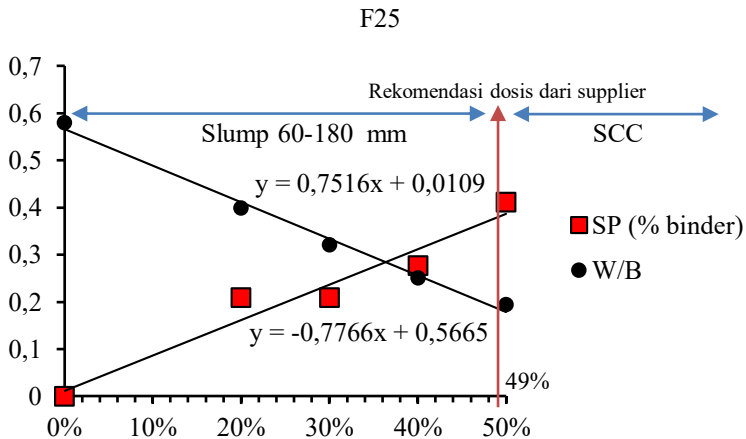 F25
0,7
0,6
0,5
0,4
0,3
0,2
0,1
0
Rekomendasi dosis dari supplier
Slump 60-180 mm
SCC
y = 0,7516x + 0,0109
y = -0,7766x + 0,5665
SP (% binder)
W/B
49%
0% 10% 20% 30% 40% 50%